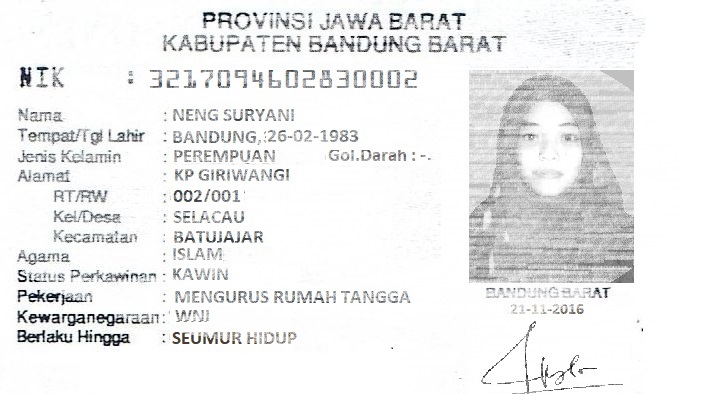 PROVINSI JAWA BARAT
KABUPATEN BANDUNG BARAT
NIK : 3217094602830002
Nama : NENG SURYANI
Tempat/Tgl Lahir : BANDUNG, 26-02-1983
Jenis Kelamin : PEREMPUAN Gol.Darah : -.
Alamat : KP GIRIWANGI
RT/RW : 002/001
Kel/Desa : SELACAU
Kecamatan : BATUJAJAR
Agama : ISLAM
Status Perkawinan : KAWIN
Pekerjaan : MENGURUS RUMAH TANGGA
Kewarganegaraan : WNI
Berlaku Hingga : SEUMUR HIDUP
BANDUNG BARAT
21-11-2016